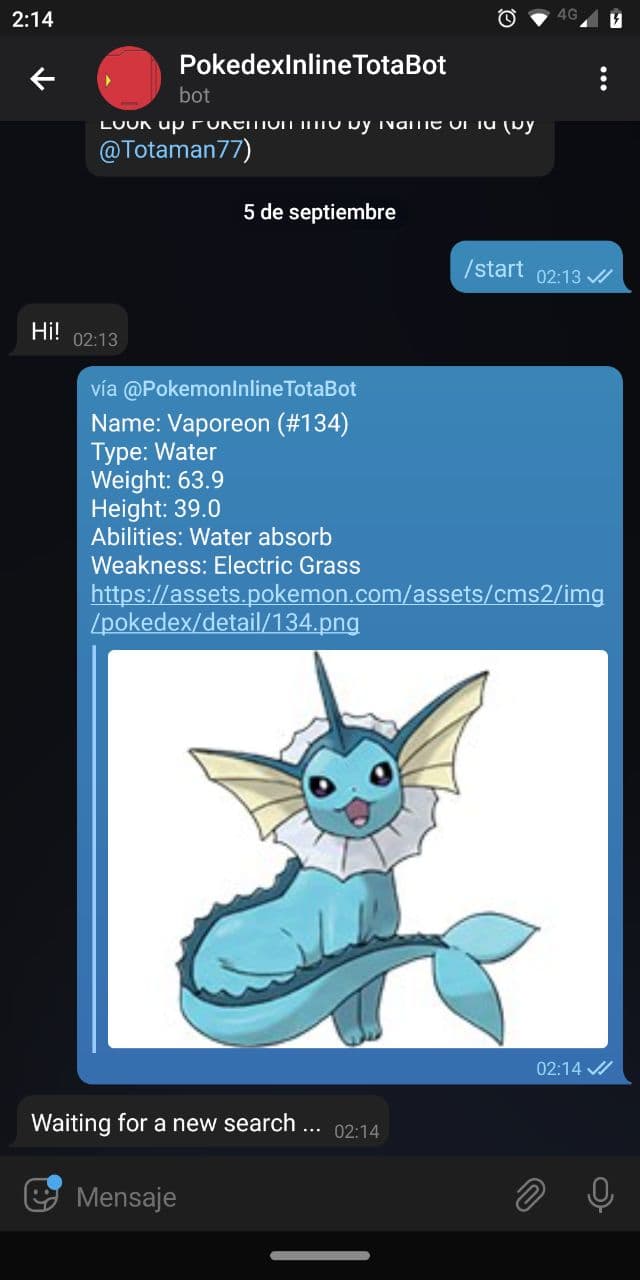 2:14
4G
PokedexInlineTotaBot
bot
Look up Pokemon info by Name or Id (by
@Totaman77)
5 de septiembre
/start 02:13
Hi! 02:13
vía @PokemonInlineTotaBot
Name: Vaporeon (#134)
Type: Water
Weight: 63.9
Height: 39.0
Abilities: Water absorb
Weakness: Electric Grass
https://assets.pokemon.com/assets/cms2/img
/pokedex/detail/134.png
02:14
Waiting for a new search ... 02:14
Mensaje